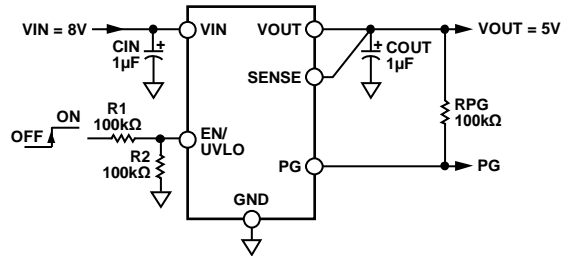 VIN = 8V
CIN
1µF
VIN
VOUT
COUT
1µF
VOUT = 5V
SENSE
RPG
100kΩ
ON
OFF
R1
100kΩ
EN/
UVLO
R2
100kΩ
PG
PG
GND